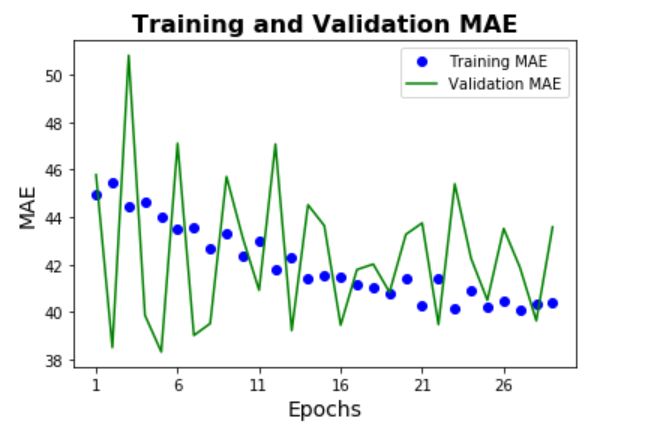 Training and Validation MAE
Training MAE
Validation MAE
MAE
50
48
46
44
42
40
38
1 6 11 16 21 26
Epochs